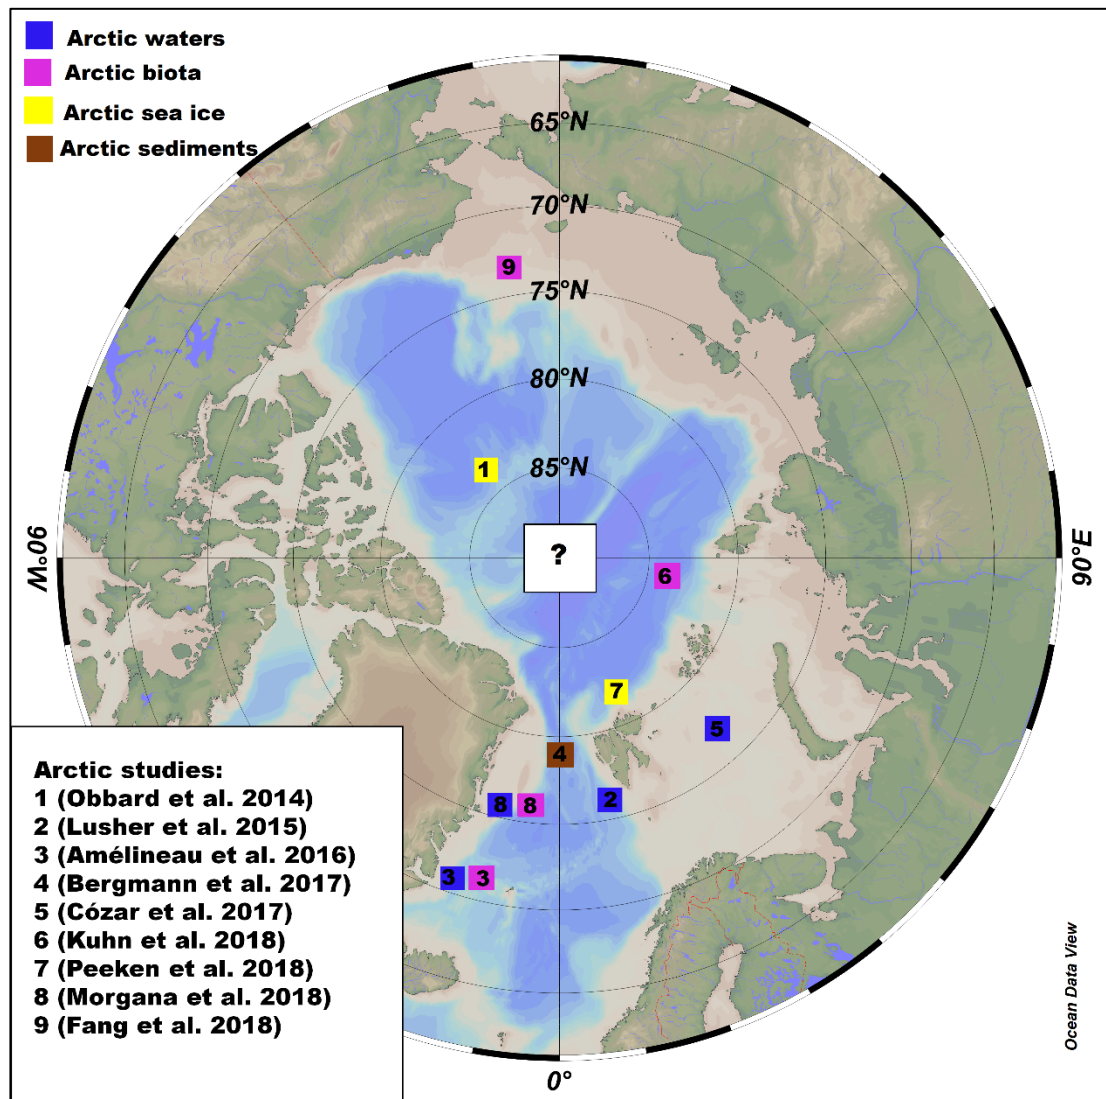 Arctic waters
Arctic biota
Arctic sea ice
Arctic sediments
65°N
70°N
9
75°N
80°N
1
85°N
?
90°W
90°E
6
7
5
4
8
8
2
3
3
Arctic studies:
1 (Obbard et al. 2014)
2 (Lusher et al. 2015)
3 (Amélineau et al. 2016)
4 (Bergmann et al. 2017)
5 (Cózar et al. 2017)
6 (Kuhn et al. 2018)
7 (Peeken et al. 2018)
8 (Morgana et al. 2018)
9 (Fang et al. 2018)
Ocean Data View
0°